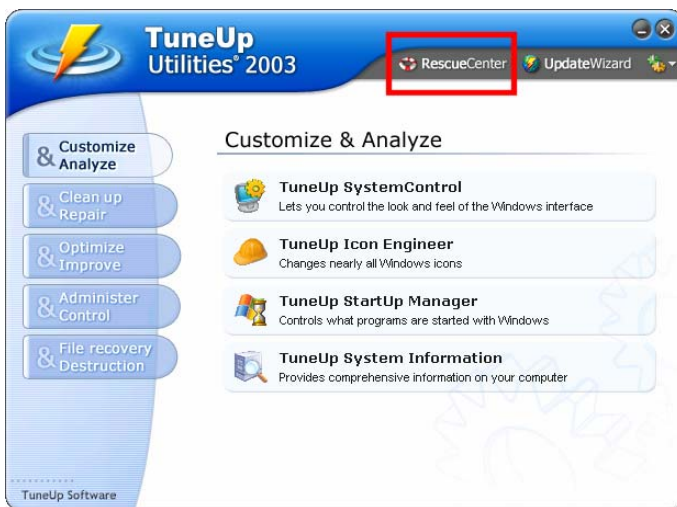 TuneUp
Utilities® 2003
RescueCenter
UpdateWizard
& Customize
Analyze
& Clean up
Repair
& Optimize
Improve
& Administer
Control
& File recovery
Destruction
Customize & Analyze
TuneUp SystemControl
Lets you control the look and feel of the Windows interface
TuneUp Icon Engineer
Changes nearly all Windows icons
TuneUp StartUp Manager
Controls what programs are started with Windows
TuneUp System Information
Provides comprehensive information on your computer
TuneUp Software